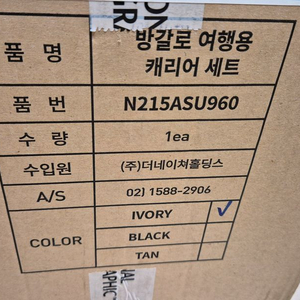 품 명 방갈로 여행용
캐리어 세트
품 번 N215ASU960
수 량 1ea
수입원 (주)더네이쳐홀딩스
A/S 02) 1588-2906
COLOR IVORY ✓
BLACK
TAN